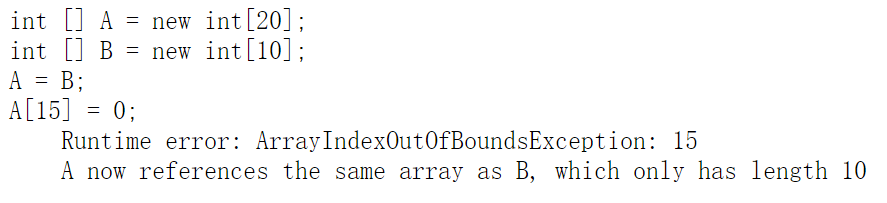 int [] A = new int[20];
int [] B = new int[10];
A = B;
A[15] = 0;
Runtime error: ArrayIndexOutOfBoundsException: 15
A now references the same array as B, which only has length 10